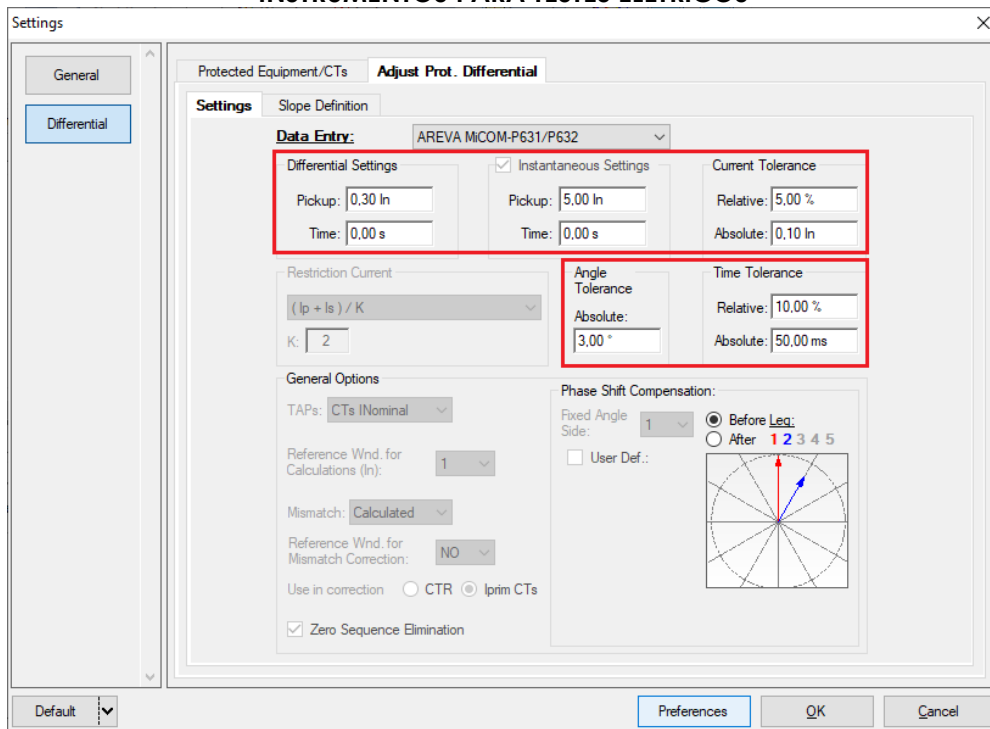 INSTRUMENTOS PARA TESTES ELÉTRICOS
Settings
General
Differential
Protected Equipment/CTs Adjust Prot. Differential
Settings Slope Definition
Data Entry: AREVA MiCOM-P631/P632
Differential Settings
Pickup: 0,30 In
Time: 0,00 s
Instantaneous Settings
Pickup: 5,00 In
Time: 0,00 s
Current Tolerance
Relative: 5,00 %
Absolute: 0,10 In
Restriction Current
( Ip + Is ) / K
K: 2
Angle
Tolerance
Absolute:
3,00 °
Time Tolerance
Relative: 10,00 %
Absolute: 50,00 ms
General Options
TAPs: CTs INominal
Reference Wnd. for
Calculations (In): 1
Mismatch: Calculated
Reference Wnd. for
Mismatch Correction: NO
Use in correction CTR Iprim CTs
Zero Sequence Elimination
Phase Shift Compensation:
Fixed Angle
Side: 1
Before Leg:
After 1 2 3 4 5
User Def.:
Default
Preferences OK Cancel